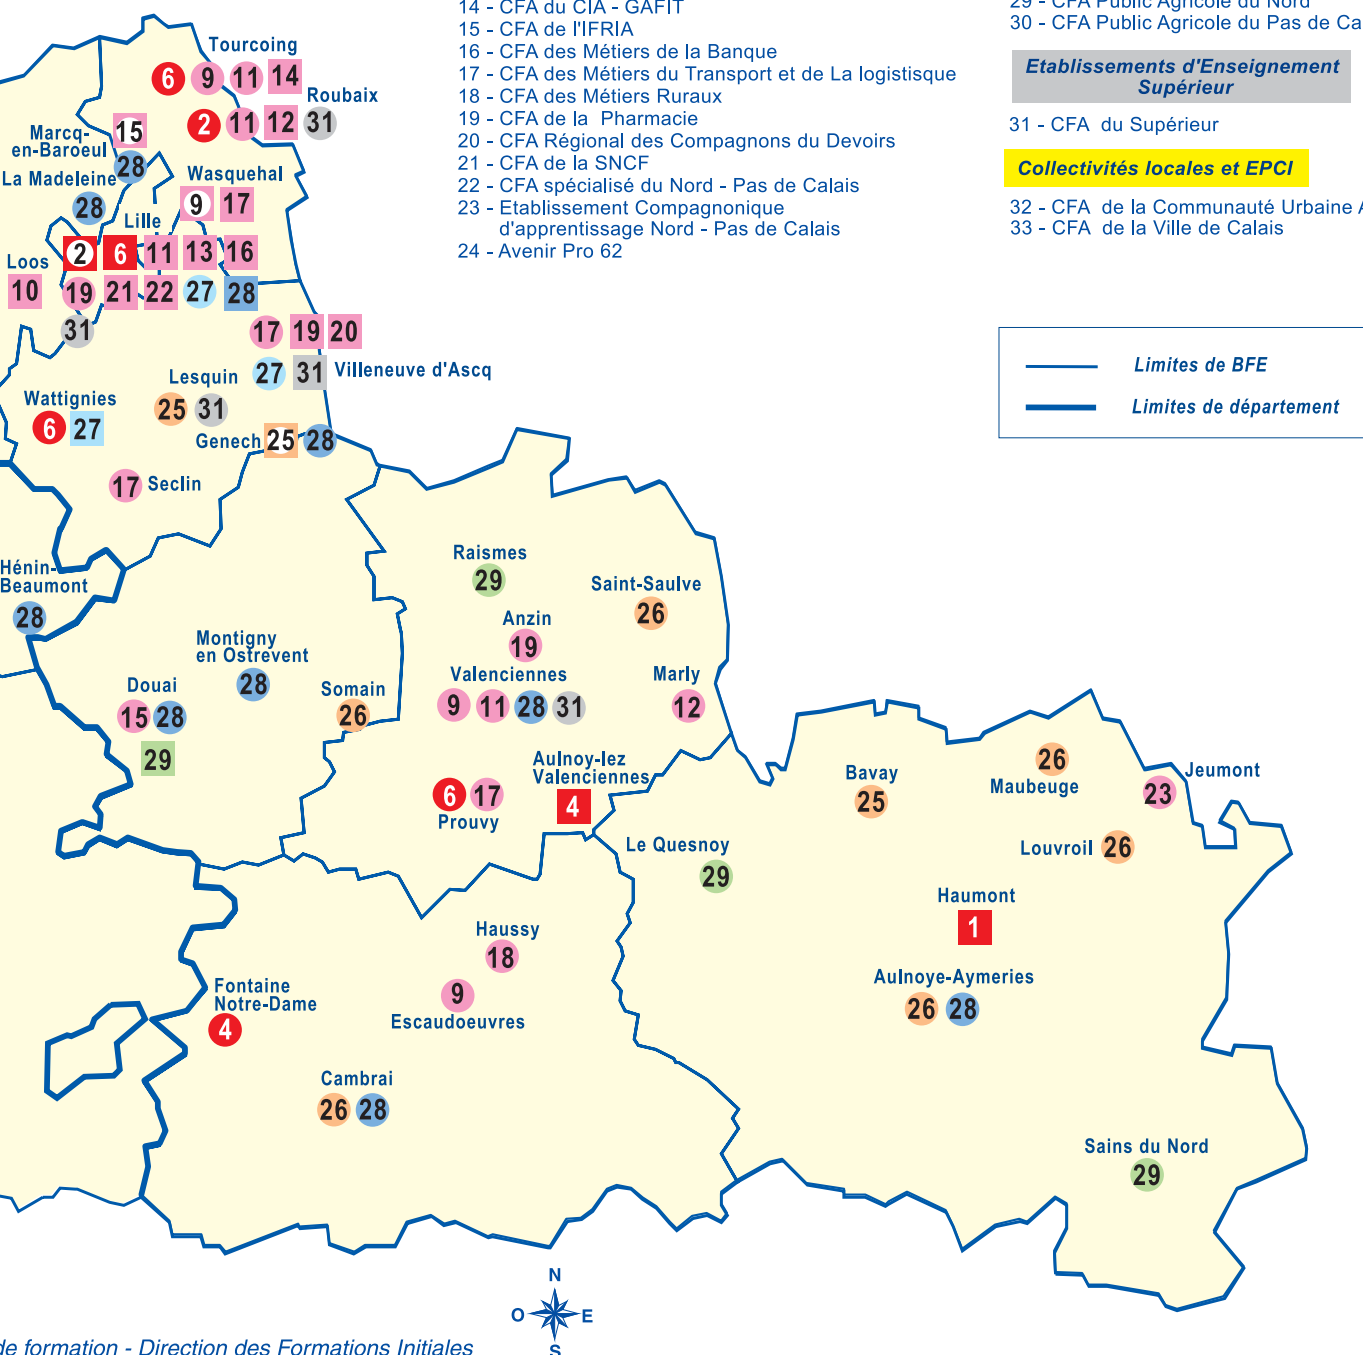 14 - CFA du CIA - GAFIT
15 - CFA de l'IFRIA
16 - CFA des Métiers de la Banque
17 - CFA des Métiers du Transport et de La logistisque
18 - CFA des Métiers Ruraux
19 - CFA de la Pharmacie
20 - CFA Régional des Compagnons du Devoirs
21 - CFA de la SNCF
22 - CFA spécialisé du Nord - Pas de Calais
23 - Etablissement Compagnonique
d'apprentissage Nord - Pas de Calais
24 - Avenir Pro 62
29 - CFA Public Agricole du Nord
30 - CFA Public Agricole du Pas de Ca
Etablissements d'Enseignement
Supérieur
31 - CFA du Supérieur
Collectivités locales et EPCI
32 - CFA de la Communauté Urbaine A
33 - CFA de la Ville de Calais
Limites de BFE
Limites de département
Tourcoing
6 9 11 14
Roubaix
2 11 12 31
Marcq-
en-Baroeul
15
28
La Madeleine
28
Wasquehal
9 17
Lille
2 6 11 13 16
Loos
10
19 21 22 27 28
31
17 19 20
27 31
Villeneuve d'Ascq
Lesquin
25 31
Wattignies
6 27
Genech
25 28
17
Seclin
Hénin-
Beaumont
28
Raismes
29
Saint-Saulve
26
Anzin
19
Montigny
en Ostrevent
28
Valenciennes
9 11 28 31
Marly
12
Douai
15 28
29
Somain
26
Aulnoy-lez
Valenciennes
4
6 17
Prouvy
Bavay
25
26
Maubeuge
Jeumont
23
Le Quesnoy
29
Louvroil
26
Haumont
1
Haussy
18
9
Escaudoeuvres
Fontaine
Notre-Dame
4
Aulnoye-Aymeries
26 28
Cambrai
26 28
Sains du Nord
29
N
O E
S
de formation - Direction des Formations Initiales